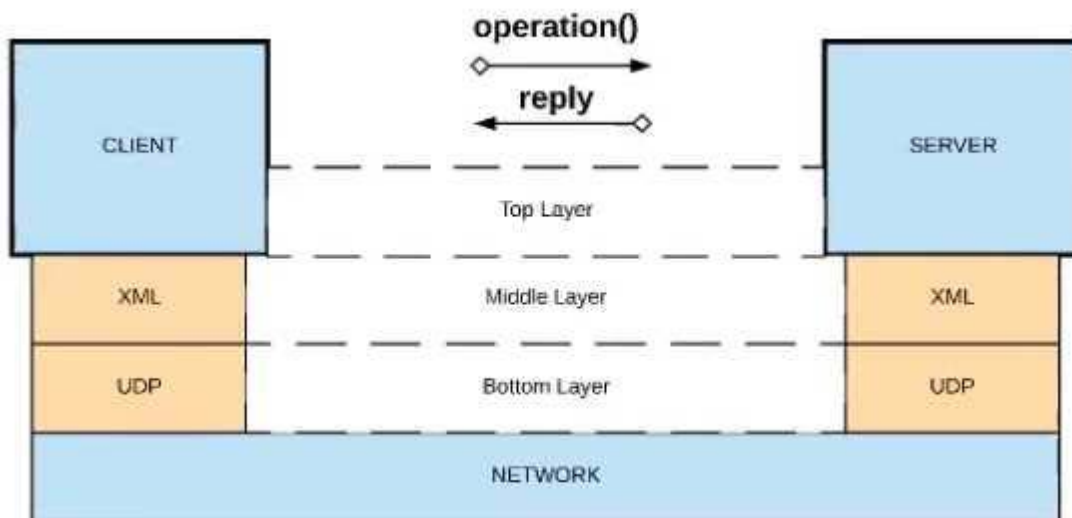 operation()
reply
CLIENT
SERVER
Top Layer
XML
Middle Layer
XML
UDP
Bottom Layer
UDP
NETWORK